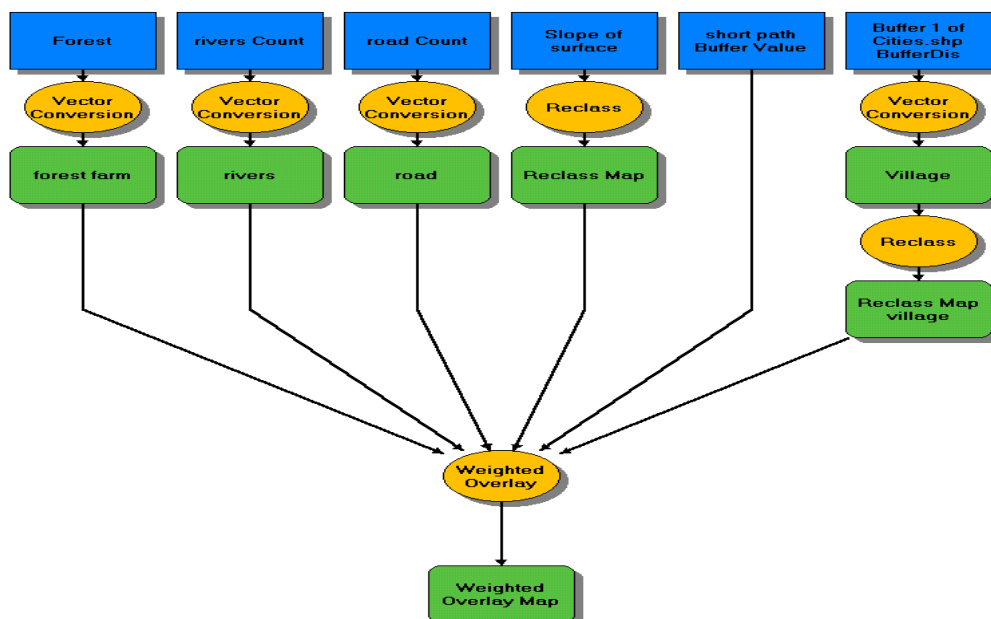 Forest
rivers Count
road Count
Slope of
surface
short path
Buffer Value
Buffer 1 of
Cities.shp
BufferDis
Vector
Conversion
Vector
Conversion
Vector
Conversion
Reclass
Vector
Conversion
forest farm
rivers
road
Reclass Map
Village
Reclass
Reclass Map
village
Weighted
Overlay
Weighted
Overlay Map